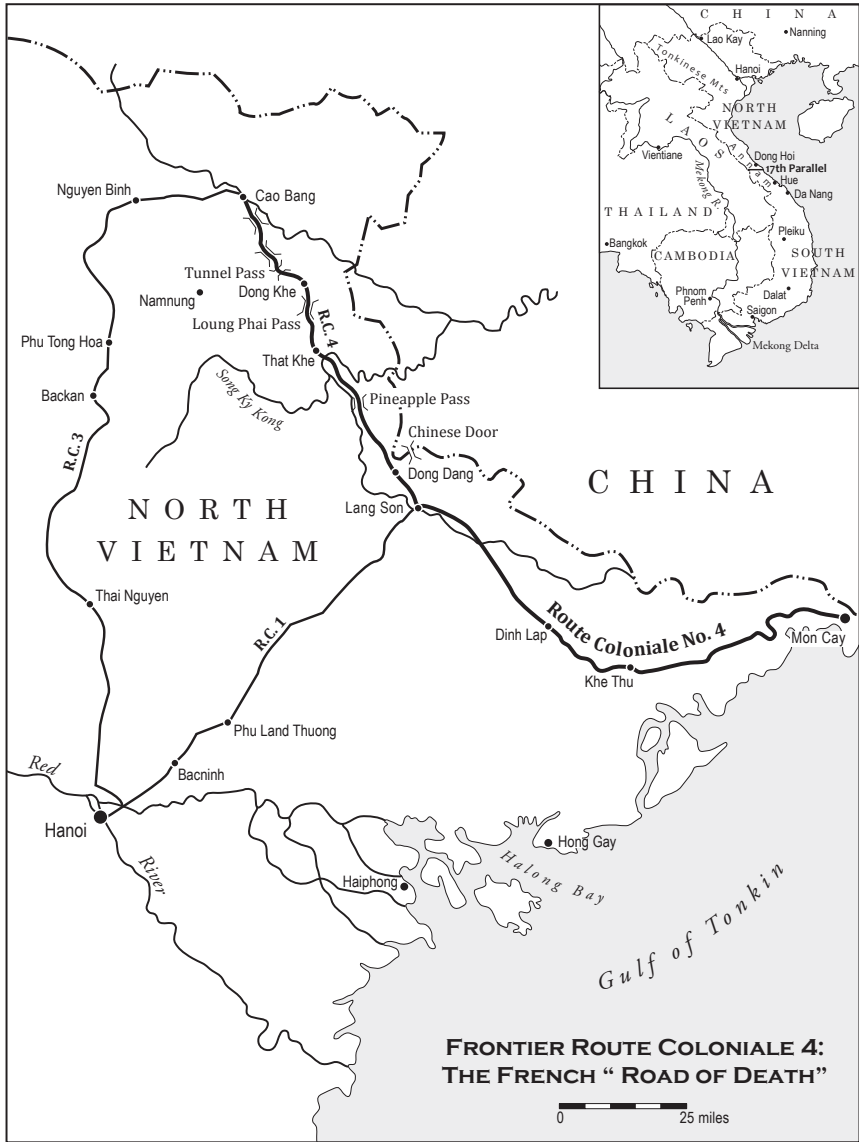 Nguyen Binh
Cao Bang
Tunnel Pass
Namnung
Dong Khe
Loung Phai Pass
R.C. 4
Phu Tong Hoa
That Khe
Backan
Song Ky Kong
Pineapple Pass
R.C. 3
Chinese Door
Dong Dang
CHINA
NORTH
VIETNAM
Lang Son
Thai Nguyen
R.C. 1
Route Coloniale No. 4
Dinh Lap
Mon Cay
Khe Thu
Phu Land Thuong
Red
Bacninh
Hanoi
River
Hong Gay
Halong Bay
Haiphong
Gulf of Tonkin
FRONTIER ROUTE COLONIALE 4:
THE FRENCH “ ROAD OF DEATH”
0 25 miles
CHINA
Nanning
Lao Kay
Tonkinese Mts
Hanoi
NORTH
VIETNAM
LAOS
Annam
Vientiane
Dong Hoi
17th Parallel
Hue
Mekong R.
Da Nang
THAILAND
Pleiku
Bangkok
CAMBODIA
SOUTH
VIETNAM
Phnom
Penh
Dalat
Saigon
Mekong Delta